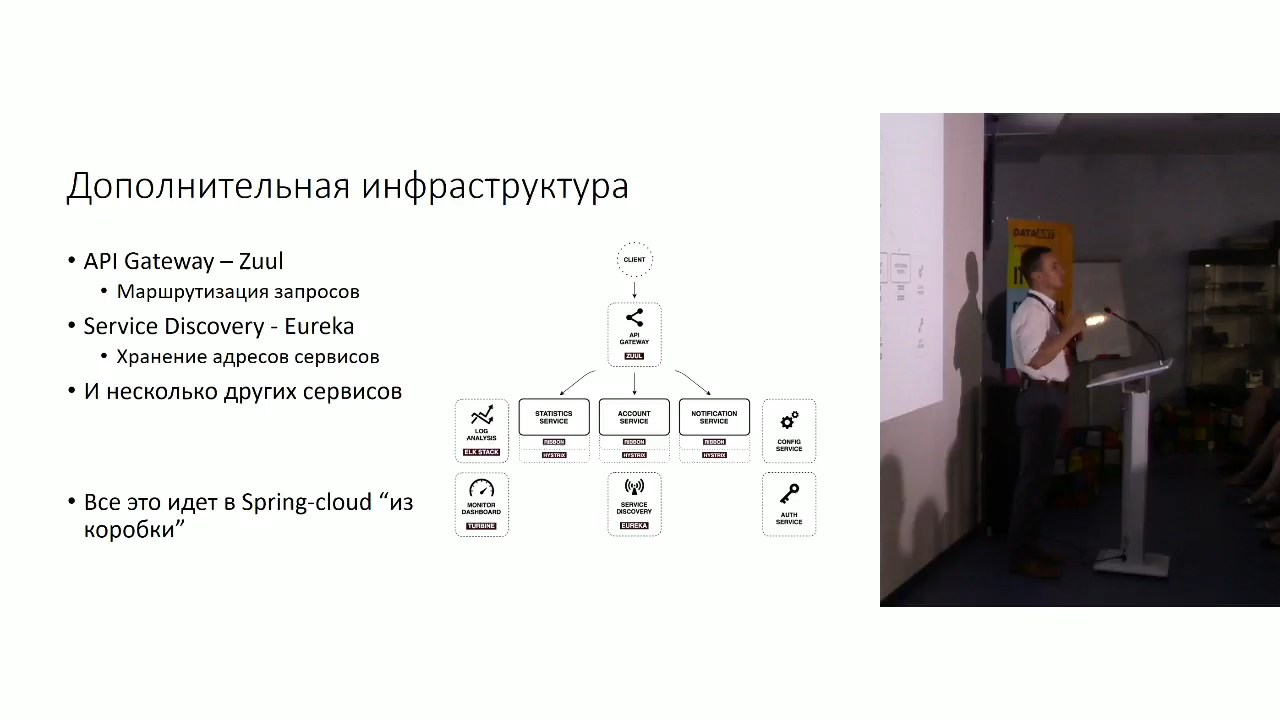 Дополнительная инфраструктура
• API Gateway – Zuul
• Маршрутизация запросов
• Service Discovery - Eureka
• Хранение адресов сервисов
• И несколько других сервисов
• Все это идет в Spring-cloud “из
коробки”
CLIENT
API
GATEWAY
ZUUL
LOG
ANALYSIS
ELK STACK
STATISTICS
SERVICE
RIBBON
HYSTRIX
ACCOUNT
SERVICE
RIBBON
HYSTRIX
NOTIFICATION
SERVICE
RIBBON
HYSTRIX
CONFIG
SERVICE
MONITOR
DASHBOARD
TURBINE
SERVICE
DISCOVERY
EUREKA
AUTH
SERVICE
DATA